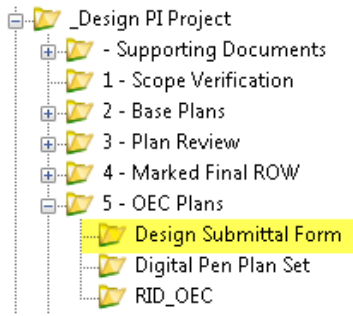 _Design PI Project
- Supporting Documents
1 - Scope Verification
2 - Base Plans
3 - Plan Review
4 - Marked Final ROW
5 - OEC Plans
Design Submittal Form
Digital Pen Plan Set
RID_OEC